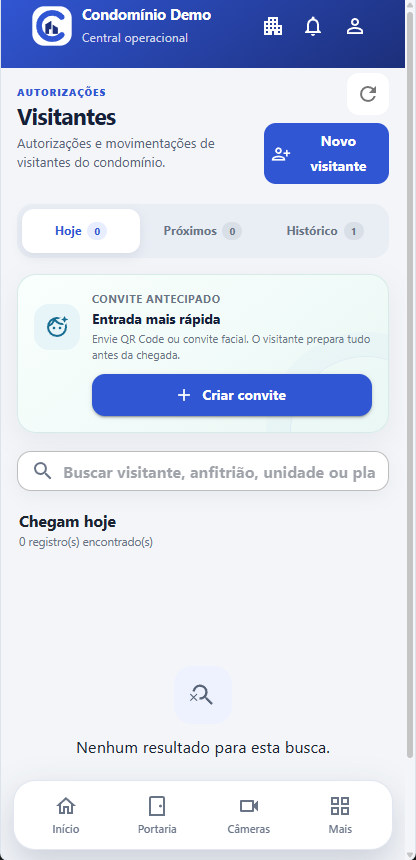 Condomínio Demo
Central operacional
AUTORIZAÇÕES
Visitantes
Autorizações e movimentações de
visitantes do condomínio.
Novo
visitante
Hoje 0
Próximos 0
Histórico 1
CONVITE ANTECIPADO
Entrada mais rápida
Envie QR Code ou convite facial. O visitante prepara tudo
antes da chegada.
Criar convite
Buscar visitante, anfitrião, unidade ou pla
Chegam hoje
0 registro(s) encontrado(s)
Nenhum resultado para esta busca.
Início
Portaria
Câmeras
Mais